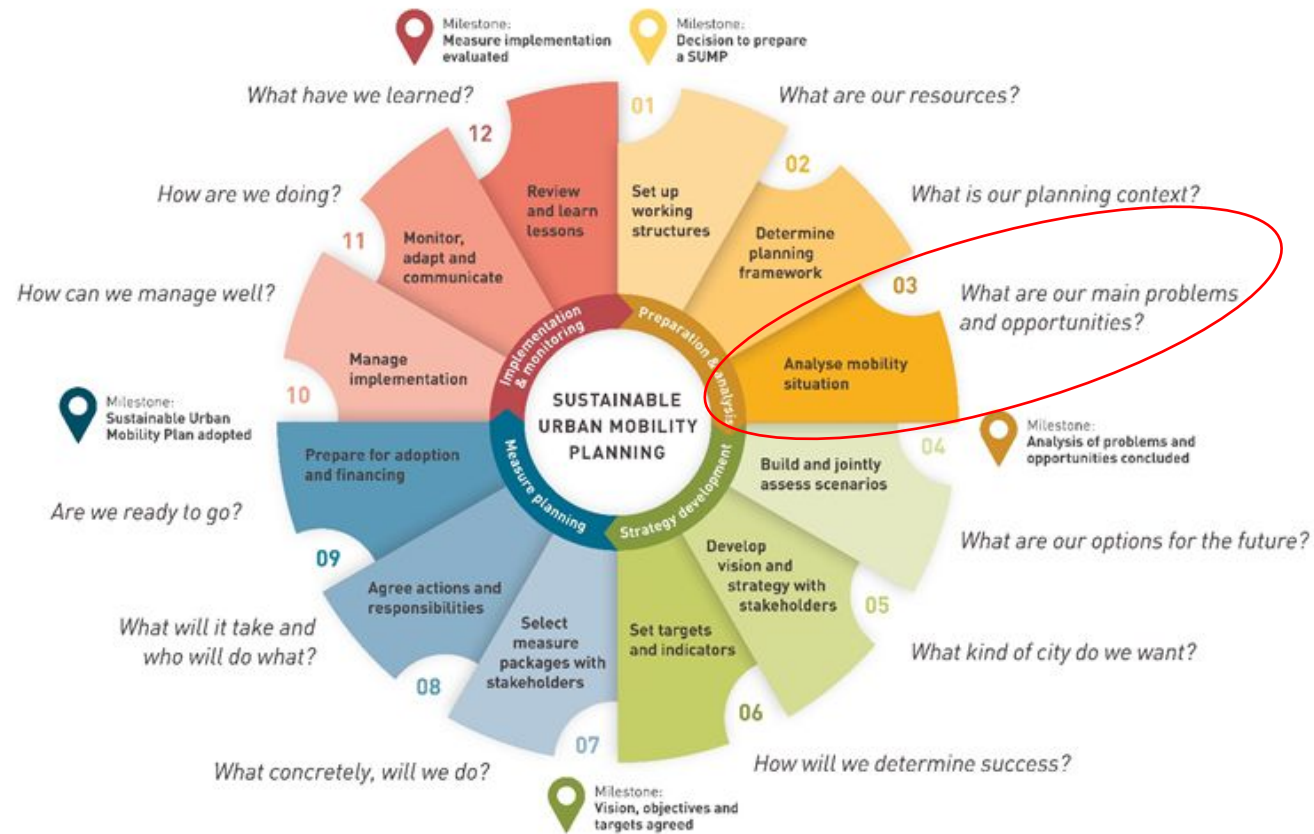 Milestone:
Measure implementation
evaluated
Milestone:
Decision to prepare
a SUMP
What have we learned?
What are our resources?
01
12
02
How are we doing?
What is our planning context?
Review
and learn
lessons
Set up
working
structures
11
Monitor,
adapt and
communicate
Determine
planning
framework
03
How can we manage well?
What are our main problems
and opportunities?
Implementation
& monitoring
Preparation & analysis
Manage
implementation
Analyse mobility
situation
10
SUSTAINABLE
URBAN MOBILITY
PLANNING
Milestone:
Sustainable Urban
Mobility Plan adopted
Milestone:
Analysis of problems and
opportunities concluded
04
Prepare for adoption
and financing
Build and jointly
assess scenarios
Measure planning
Strategy development
Are we ready to go?
What are our options for the future?
09
Develop
vision and
strategy with
stakeholders
Agree actions and
responsibilities
05
Select
measure
packages with
stakeholders
Set targets
and indicators
What will it take and
who will do what?
What kind of city do we want?
08
06
07
What concretely, will we do?
How will we determine success?
Milestone:
Vision, objectives and
targets agreed